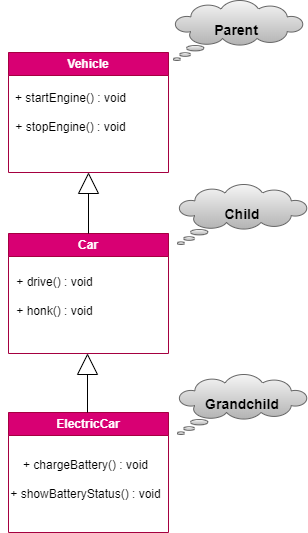 Parent
Vehicle
+ startEngine() : void
+ stopEngine() : void
Child
Car
+ drive() : void
+ honk() : void
Grandchild
ElectricCar
+ chargeBattery() : void
+ showBatteryStatus() : void